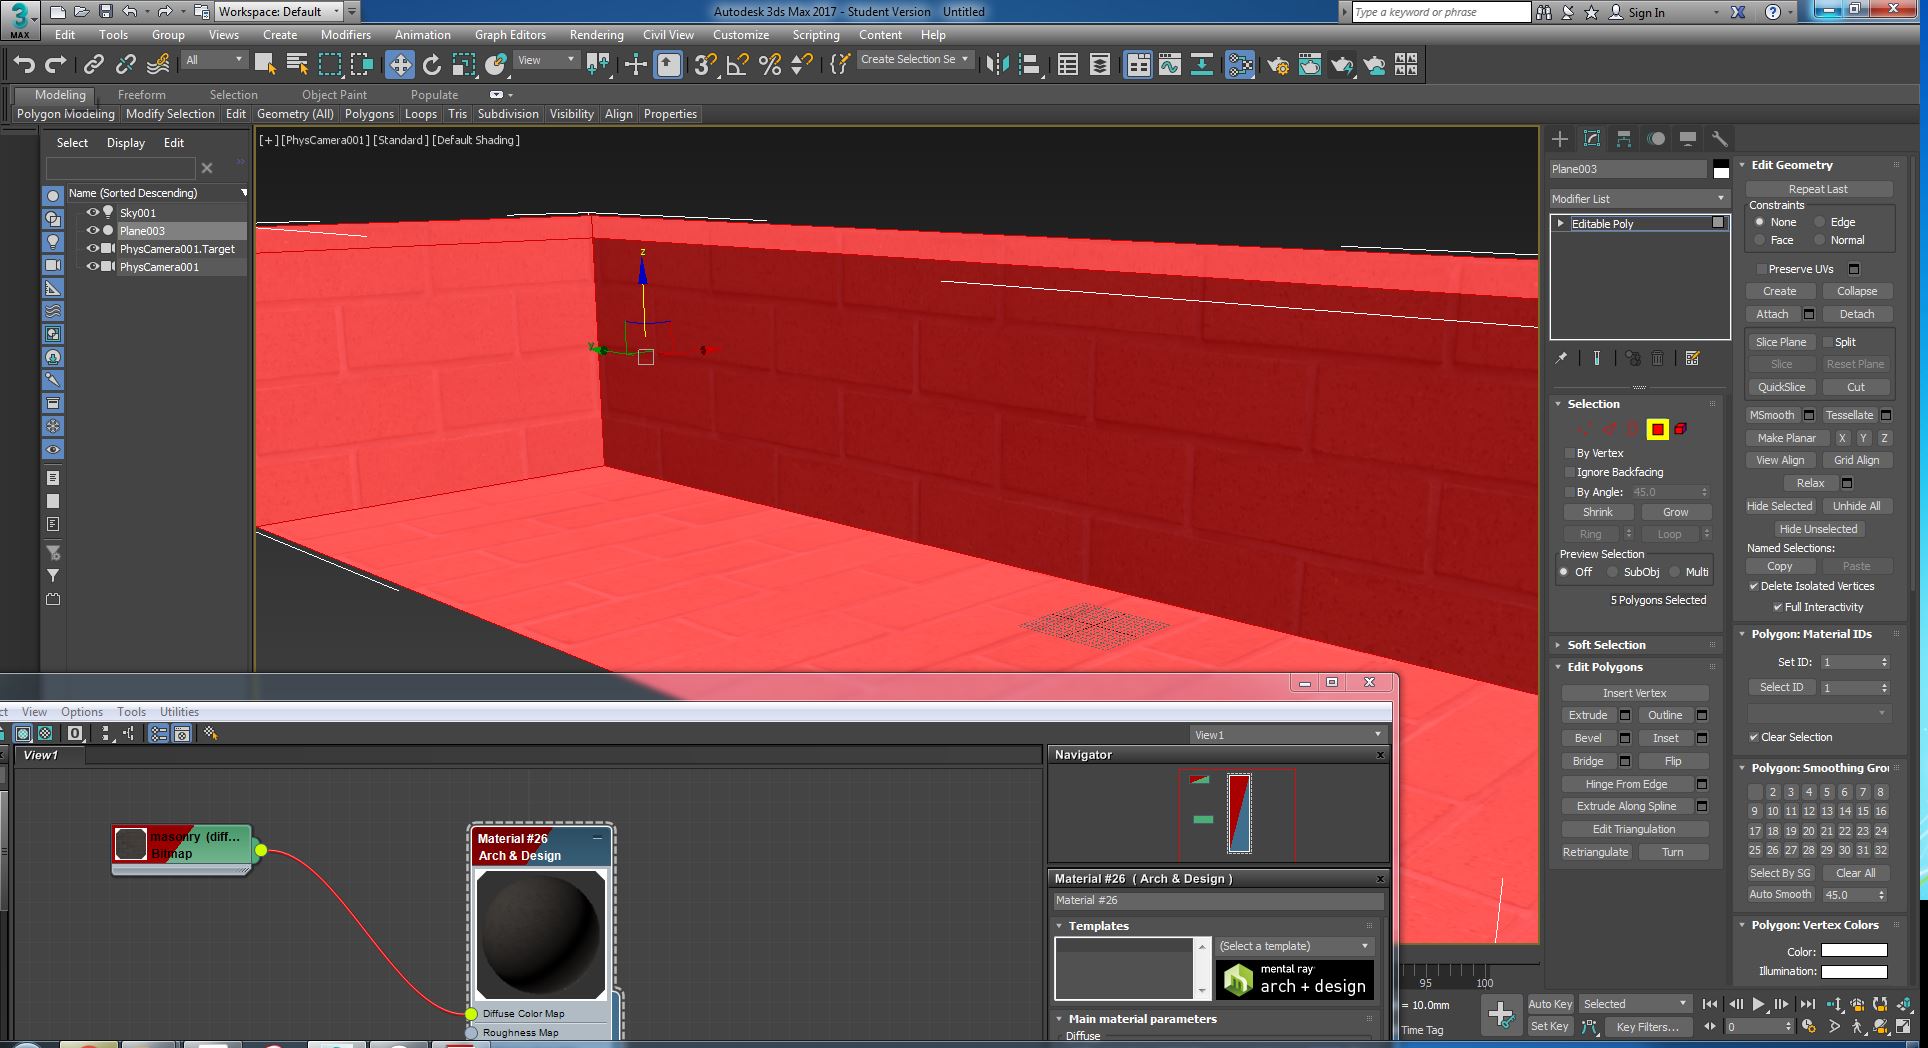 Workspace: Default
Autodesk 3ds Max 2017 - Student Version    Untitled
Type a keyword or phrase
Sign In
MAX
Edit Tools Group Views Create Modifiers Animation Graph Editors Rendering Civil View Customize Scripting Content Help
All
View
Create Selection Se
Modeling Freeform Selection Object Paint Populate
Polygon Modeling Modify Selection Edit Geometry (All) Polygons Loops Tris Subdivision Visibility Align Properties
Select Display Edit
Name (Sorted Descending)
Sky001
Plane003
PhysCamera001.Target
PhysCamera001
[+] [PhysCamera001] [Standard] [Default Shading]
z
Plane003
Modifier List
Editable Poly
Selection
By Vertex
Ignore Backfacing
By Angle: 45.0
Shrink Grow
Ring Loop
Preview Selection
Off SubObj Multi
5 Polygons Selected
Soft Selection
Edit Polygons
Insert Vertex
Extrude Outline
Bevel Inset
Bridge Flip
Hinge From Edge
Extrude Along Spline
Edit Triangulation
Retriangulate Turn
Edit Geometry
Repeat Last
Constraints
None Edge
Face Normal
Preserve UVs
Create Collapse
Attach Detach
Slice Plane Split
Slice Reset Plane
QuickSlice Cut
MSmooth Tessellate
Make Planar X Y Z
View Align Grid Align
Relax
Hide Selected Unhide All
Hide Unselected
Named Selections:
Copy Paste
Delete Isolated Vertices
Full Interactivity
Polygon: Material IDs
Set ID: 1
Select ID 1
Clear Selection
Polygon: Smoothing Grou
2 3 4 5 6 7 8
9 10 11 12 13 14 15 16
17 18 19 20 21 22 23 24
25 26 27 28 29 30 31 32
Select By SG Clear All
Auto Smooth 45.0
Polygon: Vertex Colors
Color:
Illumination:
ct View Options Tools Utilities
View1
View1
masonry (diff...
Bitmap
Material #26
Arch & Design
Diffuse Color Map
Roughness Map
Navigator
Material #26 ( Arch & Design )
Material #26
Templates
(Select a template)
mental ray
arch + design
Main material parameters
Diffuse
95 100
= 10.0mm
Time Tag
Auto Key Selected
Set Key Key Filters...
0